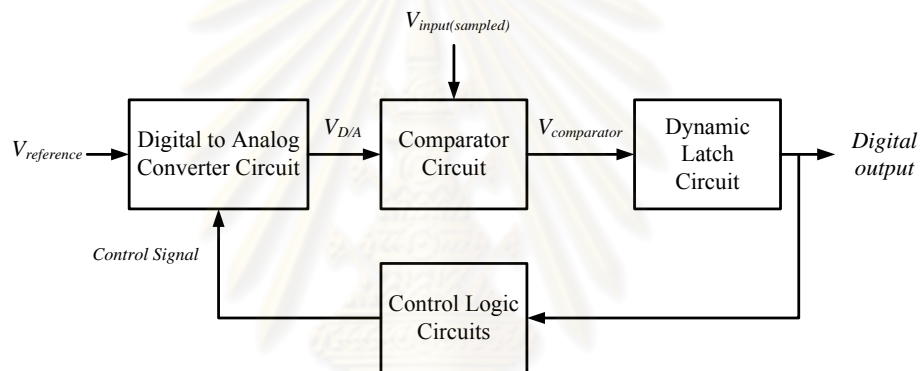 V_input(sampled)
V_reference
Digital to Analog
Converter Circuit
V_D/A
Comparator
Circuit
V_comparator
Dynamic
Latch
Circuit
Digital
output
Control Signal
Control Logic
Circuits